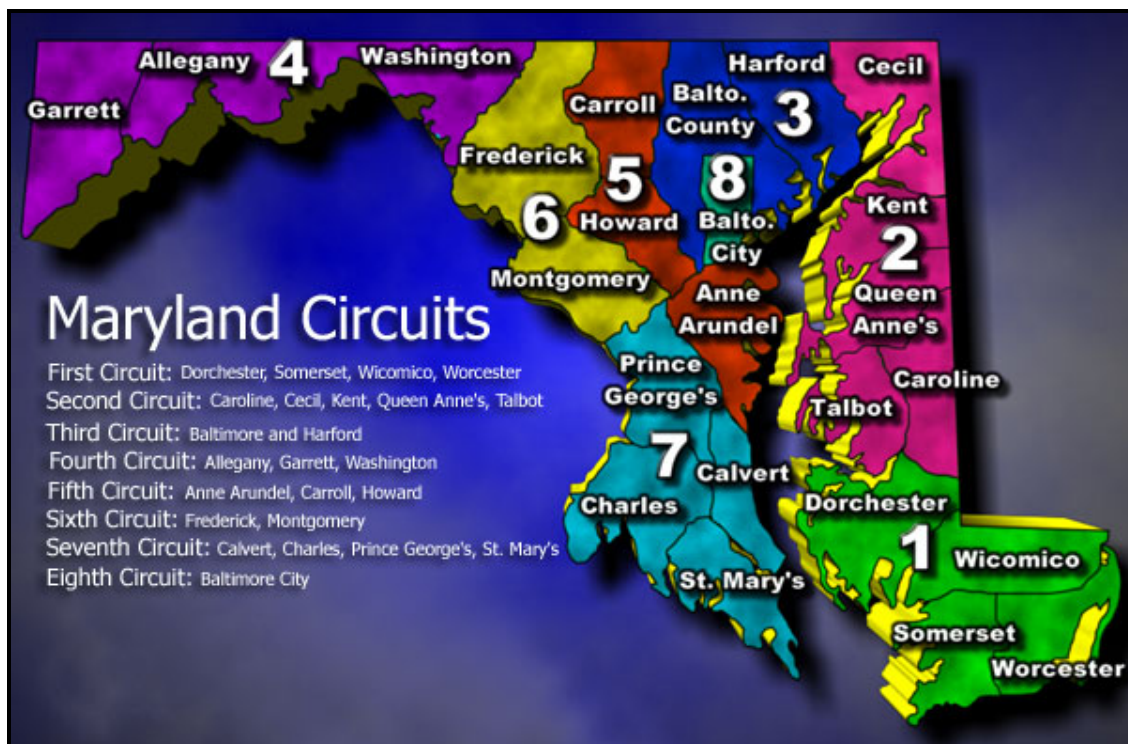 Allegany
4
Washington
Garrett
Harford
Cecil
Carroll
Balto.
County
3
Frederick
5
8
Kent
6
Howard
Balto.
City
2
Montgomery
Anne
Arundel
Queen
Anne's
Maryland Circuits
Prince
George's
Caroline
Talbot
First Circuit: Dorchester, Somerset, Wicomico, Worcester
Second Circuit: Caroline, Cecil, Kent, Queen Anne's, Talbot
Third Circuit: Baltimore and Harford
Fourth Circuit: Allegany, Garrett, Washington
Fifth Circuit: Anne Arundel, Carroll, Howard
Sixth Circuit: Frederick, Montgomery
Seventh Circuit: Calvert, Charles, Prince George's, St. Mary's
Eighth Circuit: Baltimore City
7
Calvert
Charles
Dorchester
1
Wicomico
St. Mary's
Somerset
Worcester